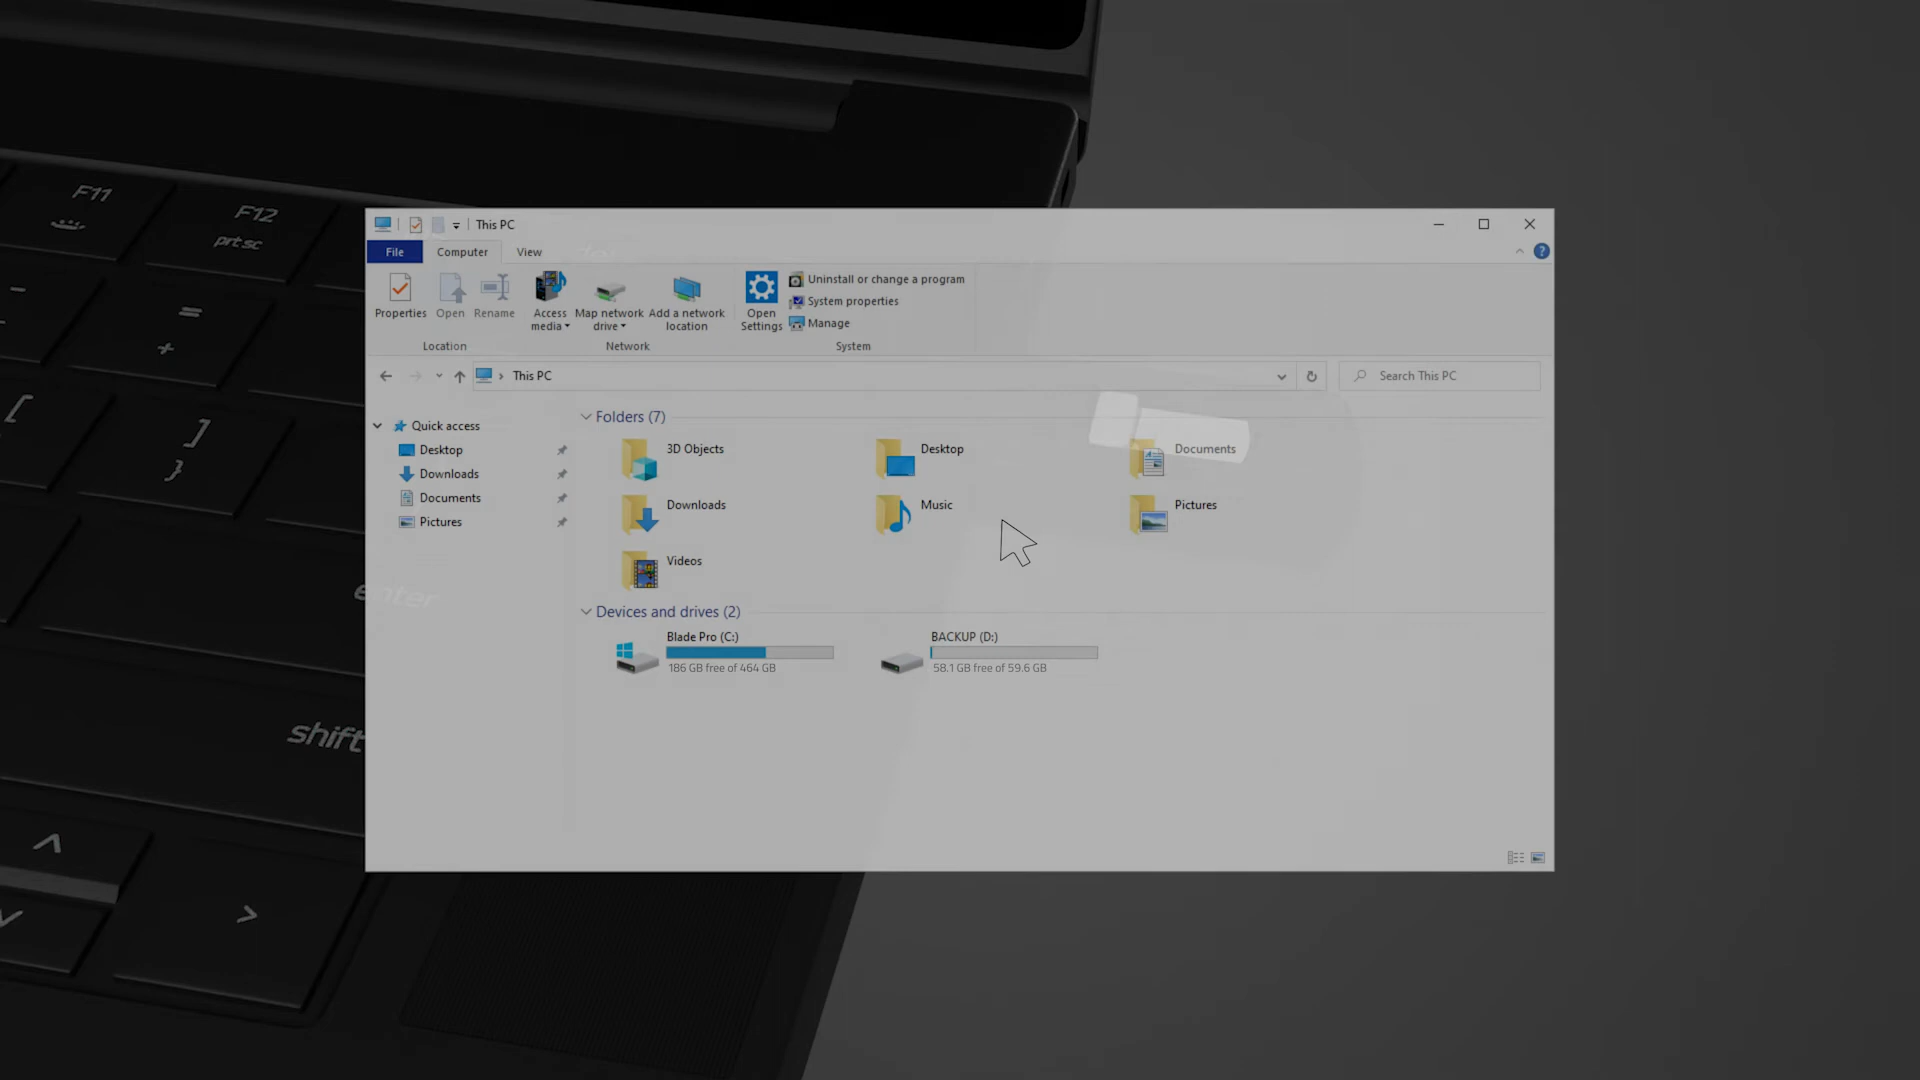 F11
F12
prt sc
-
=
+
[
]
}
enter
shift
^
>
This PC
File Computer View
Properties Open Rename Access media Map network drive Add a network location Open Settings
Uninstall or change a program
System properties
Manage
Location Network System
This PC
Search This PC
Quick access
Desktop
Downloads
Documents
Pictures
Folders (7)
3D Objects Desktop Documents
Downloads Music Pictures
Videos
Devices and drives (2)
Blade Pro (C:) BACKUP (D:)
186 GB free of 464 GB 58.1 GB free of 59.6 GB